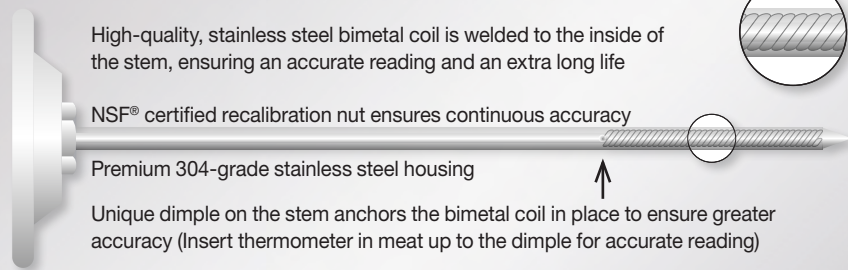 High-quality, stainless steel bimetal coil is welded to the inside of
the stem, ensuring an accurate reading and an extra long life
NSF® certified recalibration nut ensures continuous accuracy
Premium 304-grade stainless steel housing
Unique dimple on the stem anchors the bimetal coil in place to ensure greater
accuracy (Insert thermometer in meat up to the dimple for accurate reading)